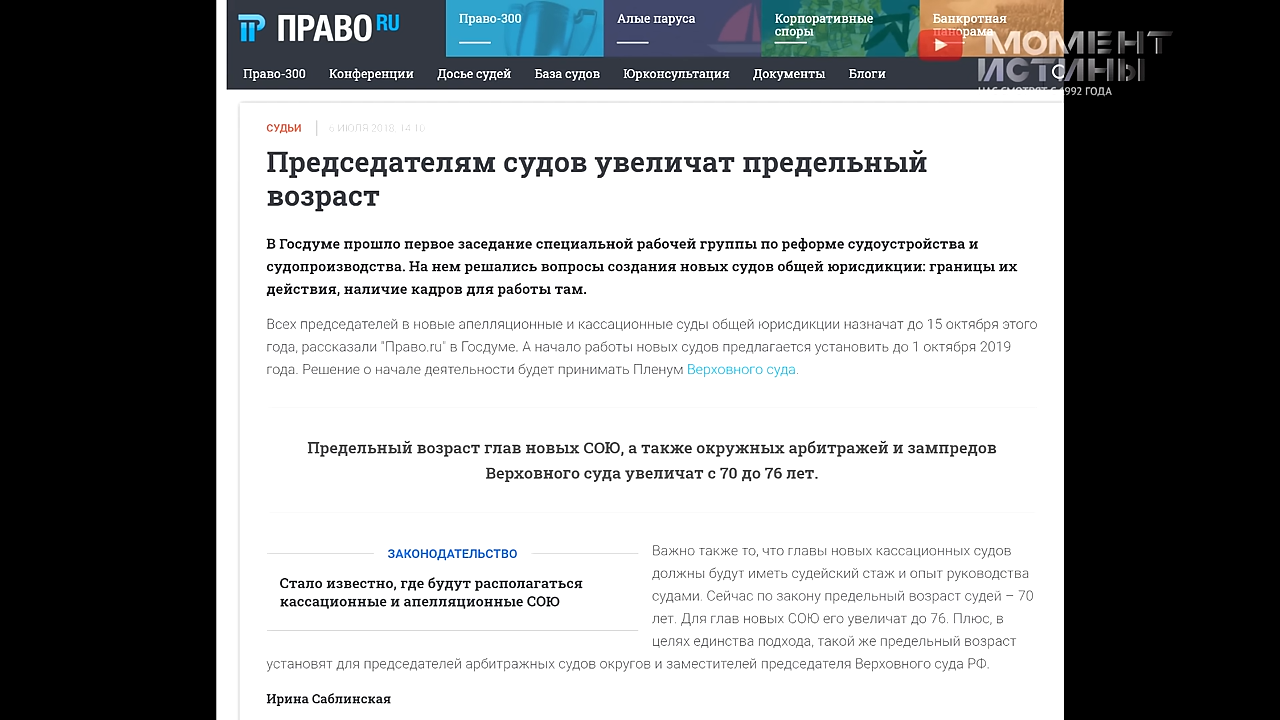 ПРАВО RU
Право-300
Алые паруса
Корпоративные
споры
Банкротная
панорама
МОМЕНТ
ИСТИНЫ
НАС СМОТРЯТ С 1992 ГОДА
Право-300 Конференции Досье судей База судов Юрконсультация Документы Блоги
СУДЬИ 6 ИЮЛЯ 2018, 14:10
Председателям судов увеличат предельный
возраст
В Госдуме прошло первое заседание специальной рабочей группы по реформе судоустройства и
судопроизводства. На нем решались вопросы создания новых судов общей юрисдикции: границы их
действия, наличие кадров для работы там.
Всех председателей в новые апелляционные и кассационные суды общей юрисдикции назначат до 15 октября этого
года, рассказали "Право.ru" в Госдуме. А начало работы новых судов предлагается установить до 1 октября 2019
года. Решение о начале деятельности будет принимать Пленум Верховного суда.
Предельный возраст глав новых СОЮ, а также окружных арбитражей и зампредов
Верховного суда увеличат с 70 до 76 лет.
ЗАКОНОДАТЕЛЬСТВО
Стало известно, где будут располагаться
кассационные и апелляционные СОЮ
Важно также то, что главы новых кассационных судов
должны будут иметь судейский стаж и опыт руководства
судами. Сейчас по закону предельный возраст судей – 70
лет. Для глав новых СОЮ его увеличат до 76. Плюс, в
целях единства подхода, такой же предельный возраст
установят для председателей арбитражных судов округов и заместителей председателя Верховного суда РФ.
Ирина Саблинская